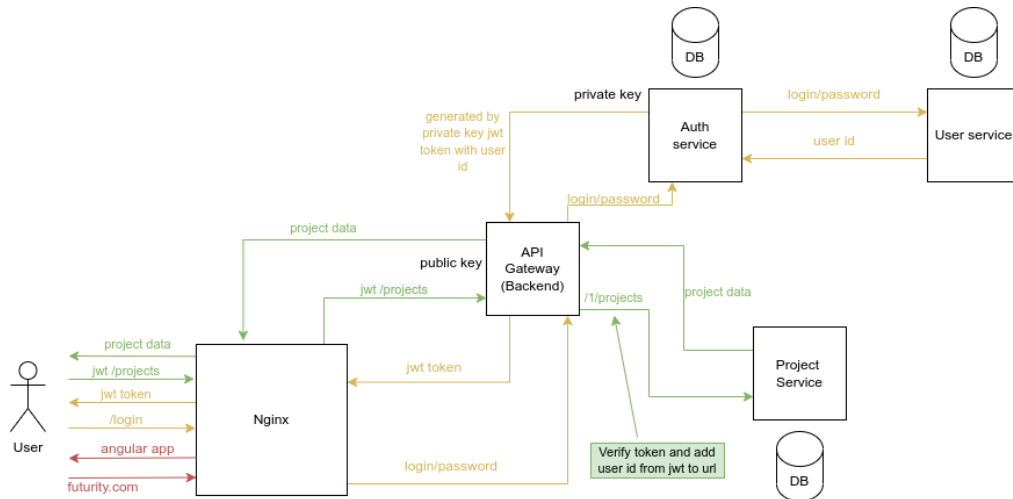 DB
DB
private key
login/password
generated by
private key jwt
token with user
id
Auth
service
User service
user id
login/password
project data
API
Gateway
(Backend)
public key
jwt /projects
/1/projects
project data
project data
jwt /projects
jwt token
/login
angular app
futurity.com
User
Nginx
jwt token
Project
Service
login/password
Verify token and add
user id from jwt to url
DB